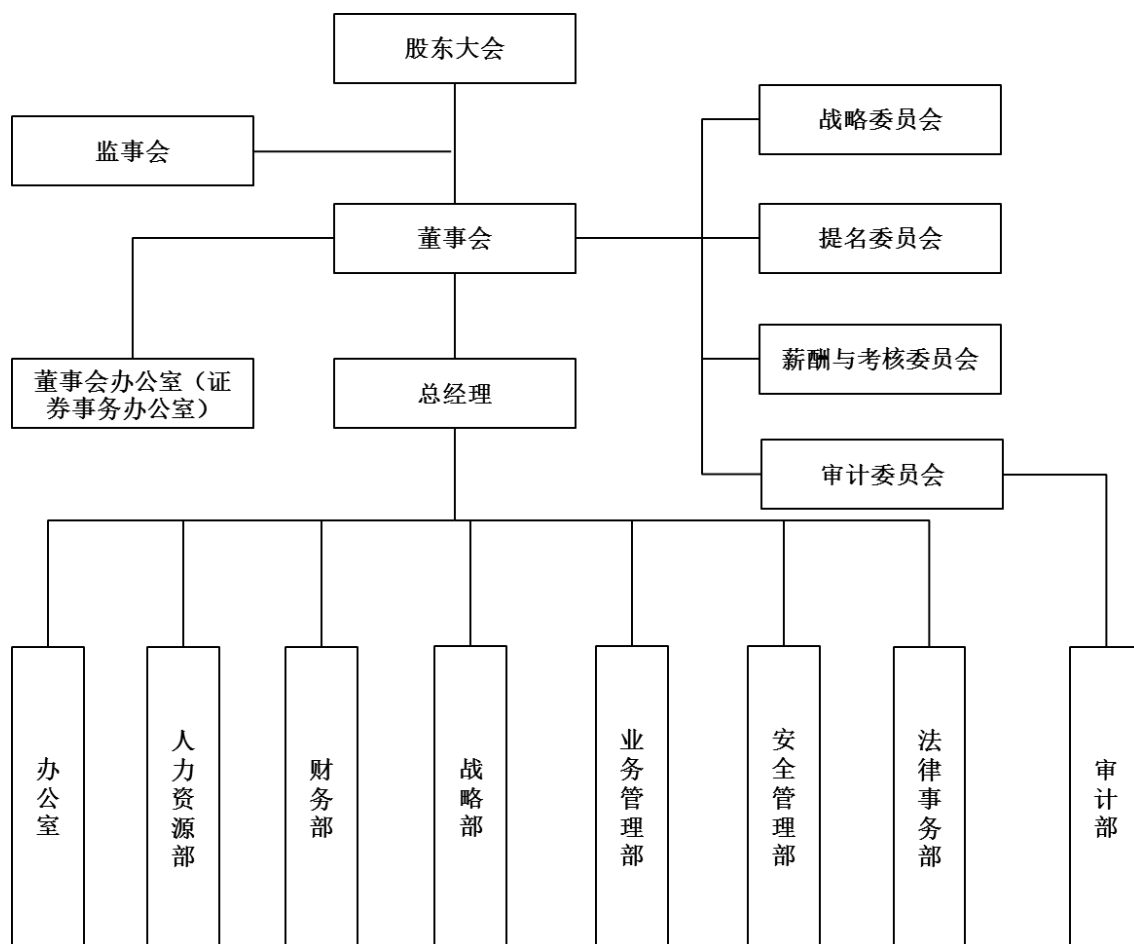 股东大会
战略委员会
监事会
董事会
提名委员会
董事会办公室（证
券事务办公室）
总经理
薪酬与考核委员会
审计委员会
办公室
人力资源部
财务部
战略部
业务管理部
安全管理部
法律事务部
审计部